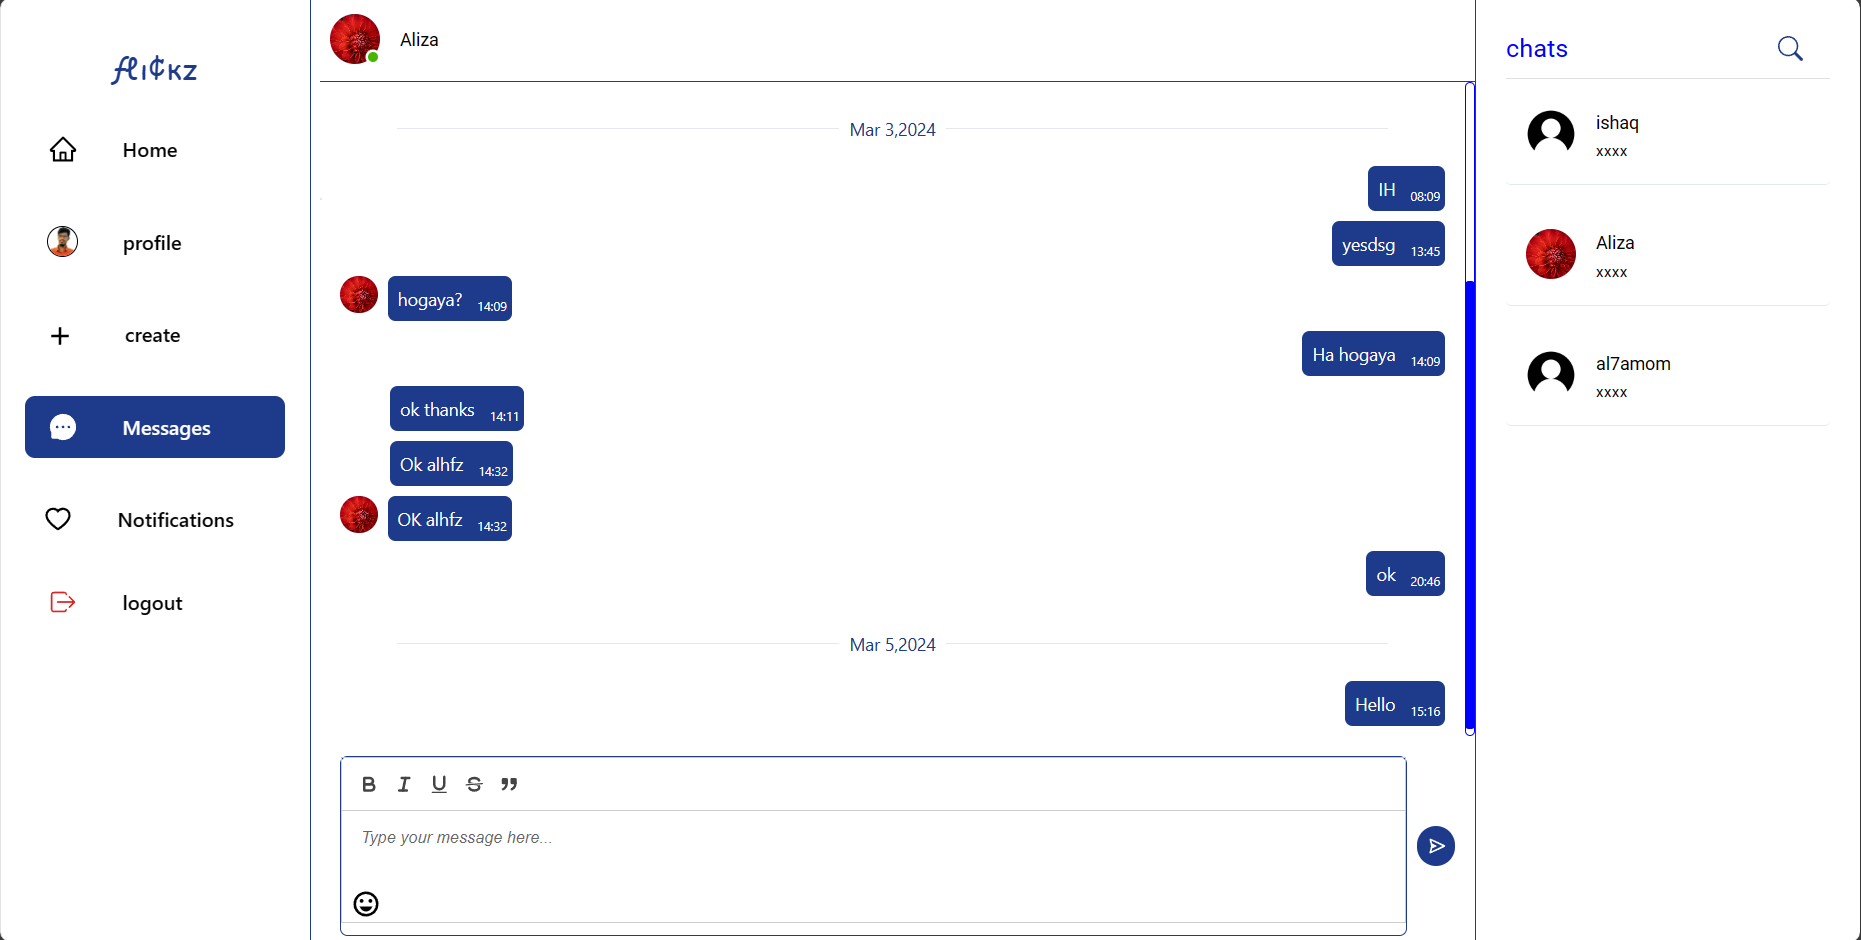 flı¢kz
Home
profile
create
Messages
Notifications
logout
Aliza
Mar 3,2024
IH 08:09
yesdsg 13:45
hogaya? 14:09
Ha hogaya 14:09
ok thanks 14:11
Ok alhfz 14:32
OK alhfz 14:32
ok 20:46
Mar 5,2024
Hello 15:16
B I U S ”
Type your message here...
chats
ishaq
xxxx
Aliza
xxxx
al7amom
xxxx